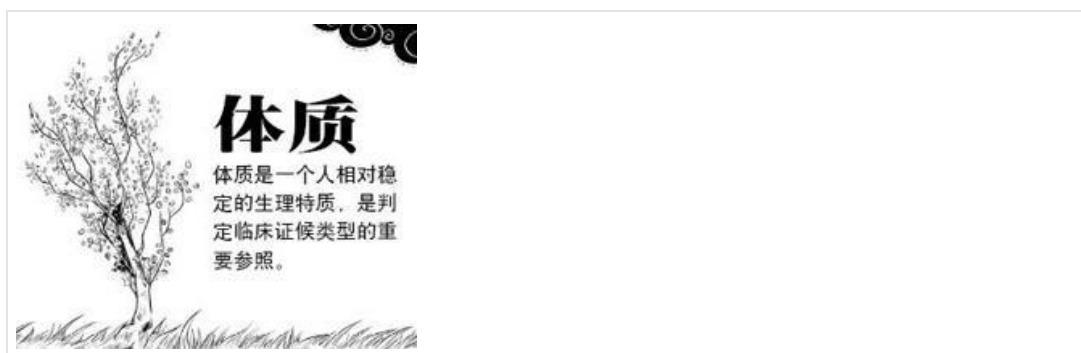 体质
体质是一个人相对稳
定的生理特质，是判
定临床证候类型的重
要参照。